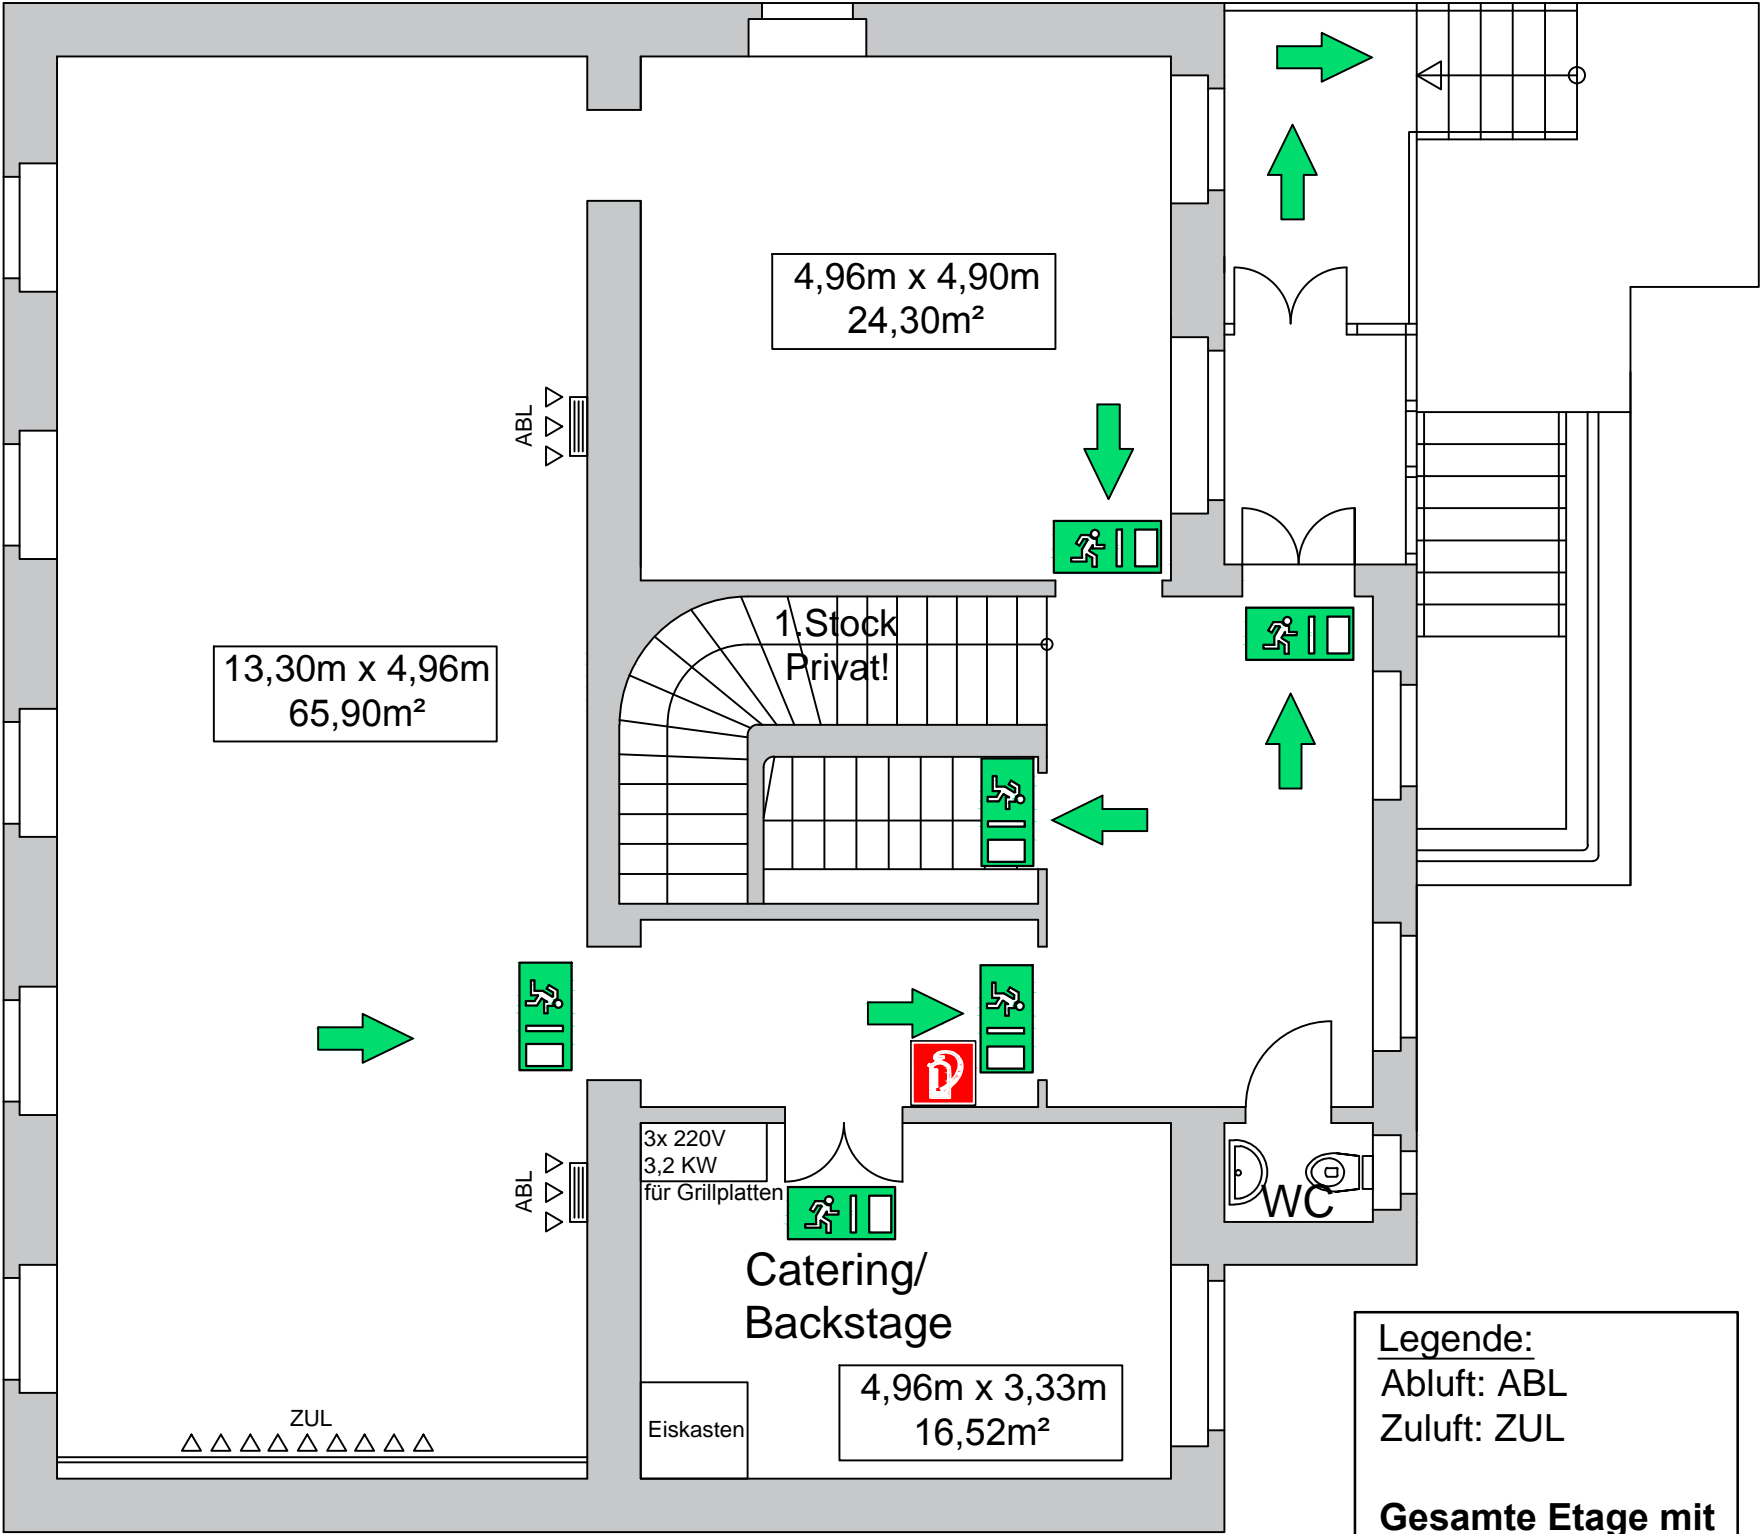 4,96m x 4,90m
24,30m²
ABL
1.Stock
Privat!
13,30m x 4,96m
65,90m²
3x 220V
3,2 KW
für Grillplatten
ABL
WC
Catering/
Backstage
4,96m x 3,33m
16,52m²
Eiskasten
ZUL
Legende:
Abluft: ABL
Zuluft: ZUL
Gesamte Etage mit